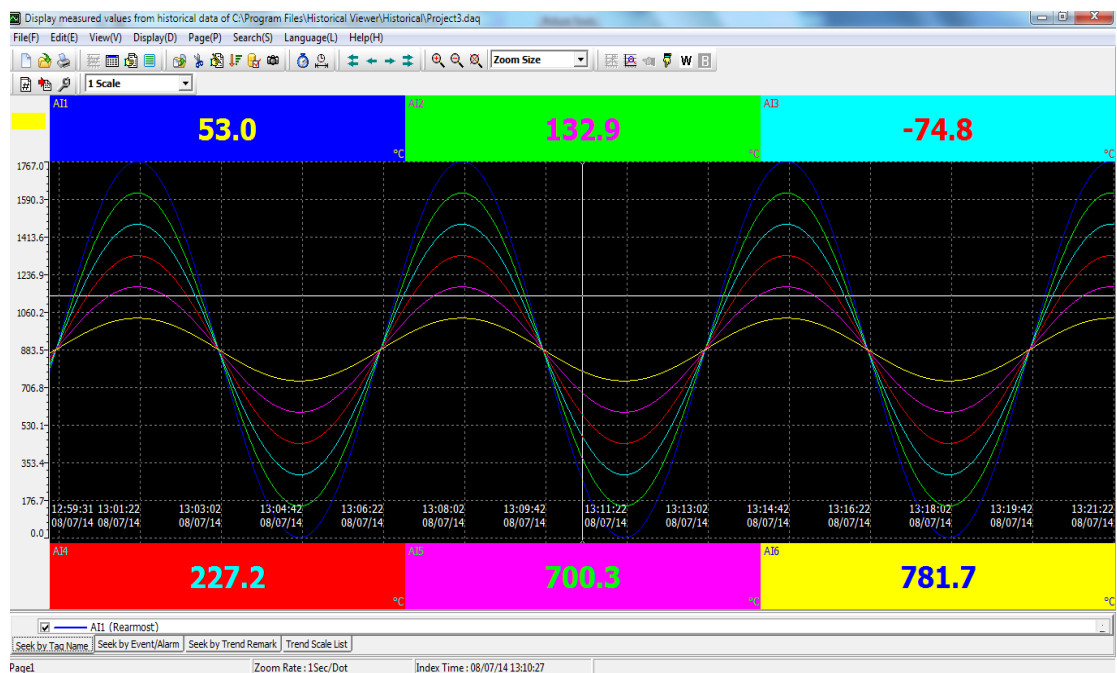 Display measured values from historical data of C:\Program Files\Historical Viewer\Historical\Project3.daq
File(F) Edit(E) View(V) Display(D) Page(P) Search(S) Language(L) Help(H)
Zoom Size
W B
1 Scale
AI1 AI2 AI3
53.0 132.9 -74.8
°C °C °C
1767.0
1590.3
1413.6
1236.9
1060.2
883.5
706.8
530.1
353.4
176.7
0.0
12:59:31 13:01:22 13:03:02 13:04:42 13:06:22 13:08:02 13:09:42 13:11:22 13:13:02 13:14:42 13:16:22 13:18:02 13:19:42 13:21:22
08/07/14 08/07/14 08/07/14 08/07/14 08/07/14 08/07/14 08/07/14 08/07/14 08/07/14 08/07/14 08/07/14 08/07/14 08/07/14 08/07/14
AI4 AI5 AI6
227.2 700.3 781.7
°C °C °C
AI1 (Rearmost)
Seek by Tag Name Seek by Event/Alarm Seek by Trend Remark Trend Scale List
Page1 Zoom Rate : 1Sec/Dot Index Time : 08/07/14 13:10:27